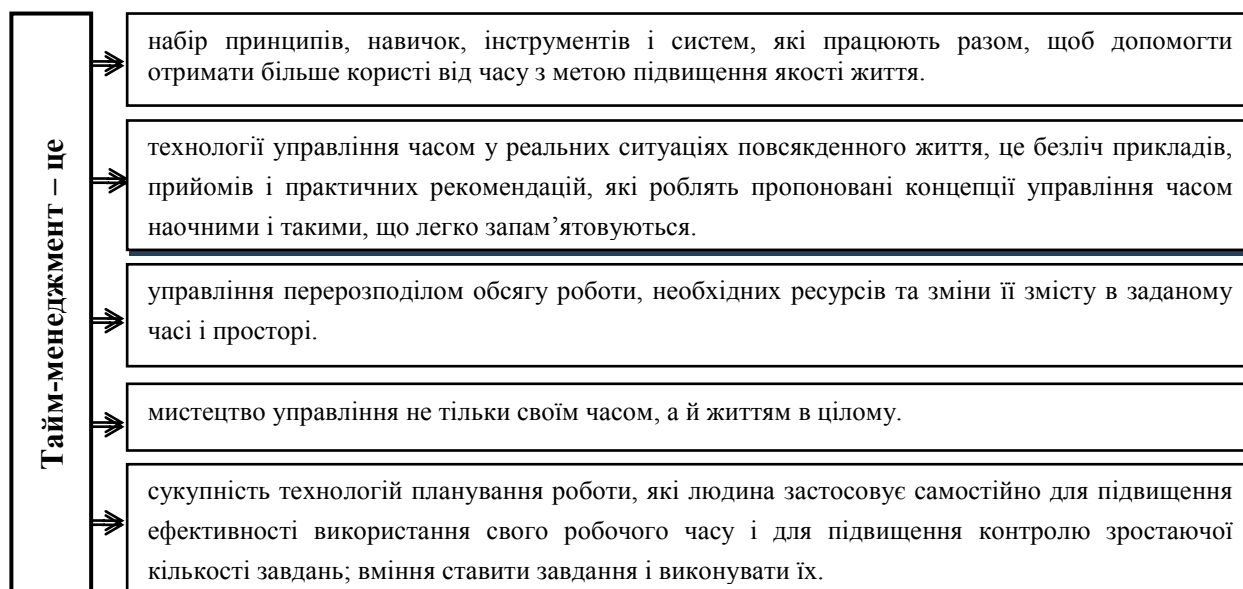 Тайм-менеджмент – це
набір принципів, навичок, інструментів і систем, які працюють разом, щоб допомогти
отримати більше користі від часу з метою підвищення якості життя.
технології управління часом у реальних ситуаціях повсякденного життя, це безліч прикладів,
прийомів і практичних рекомендацій, які роблять пропоновані концепції управління часом
наочними і такими, що легко запам’ятовуються.
управління перерозподілом обсягу роботи, необхідних ресурсів та зміни її змісту в заданому
часі і просторі.
мистецтво управління не тільки своїм часом, а й життям в цілому.
сукупність технологій планування роботи, які людина застосовує самостійно для підвищення
ефективності використання свого робочого часу і для підвищення контролю зростаючої
кількості завдань; вміння ставити завдання і виконувати їх.